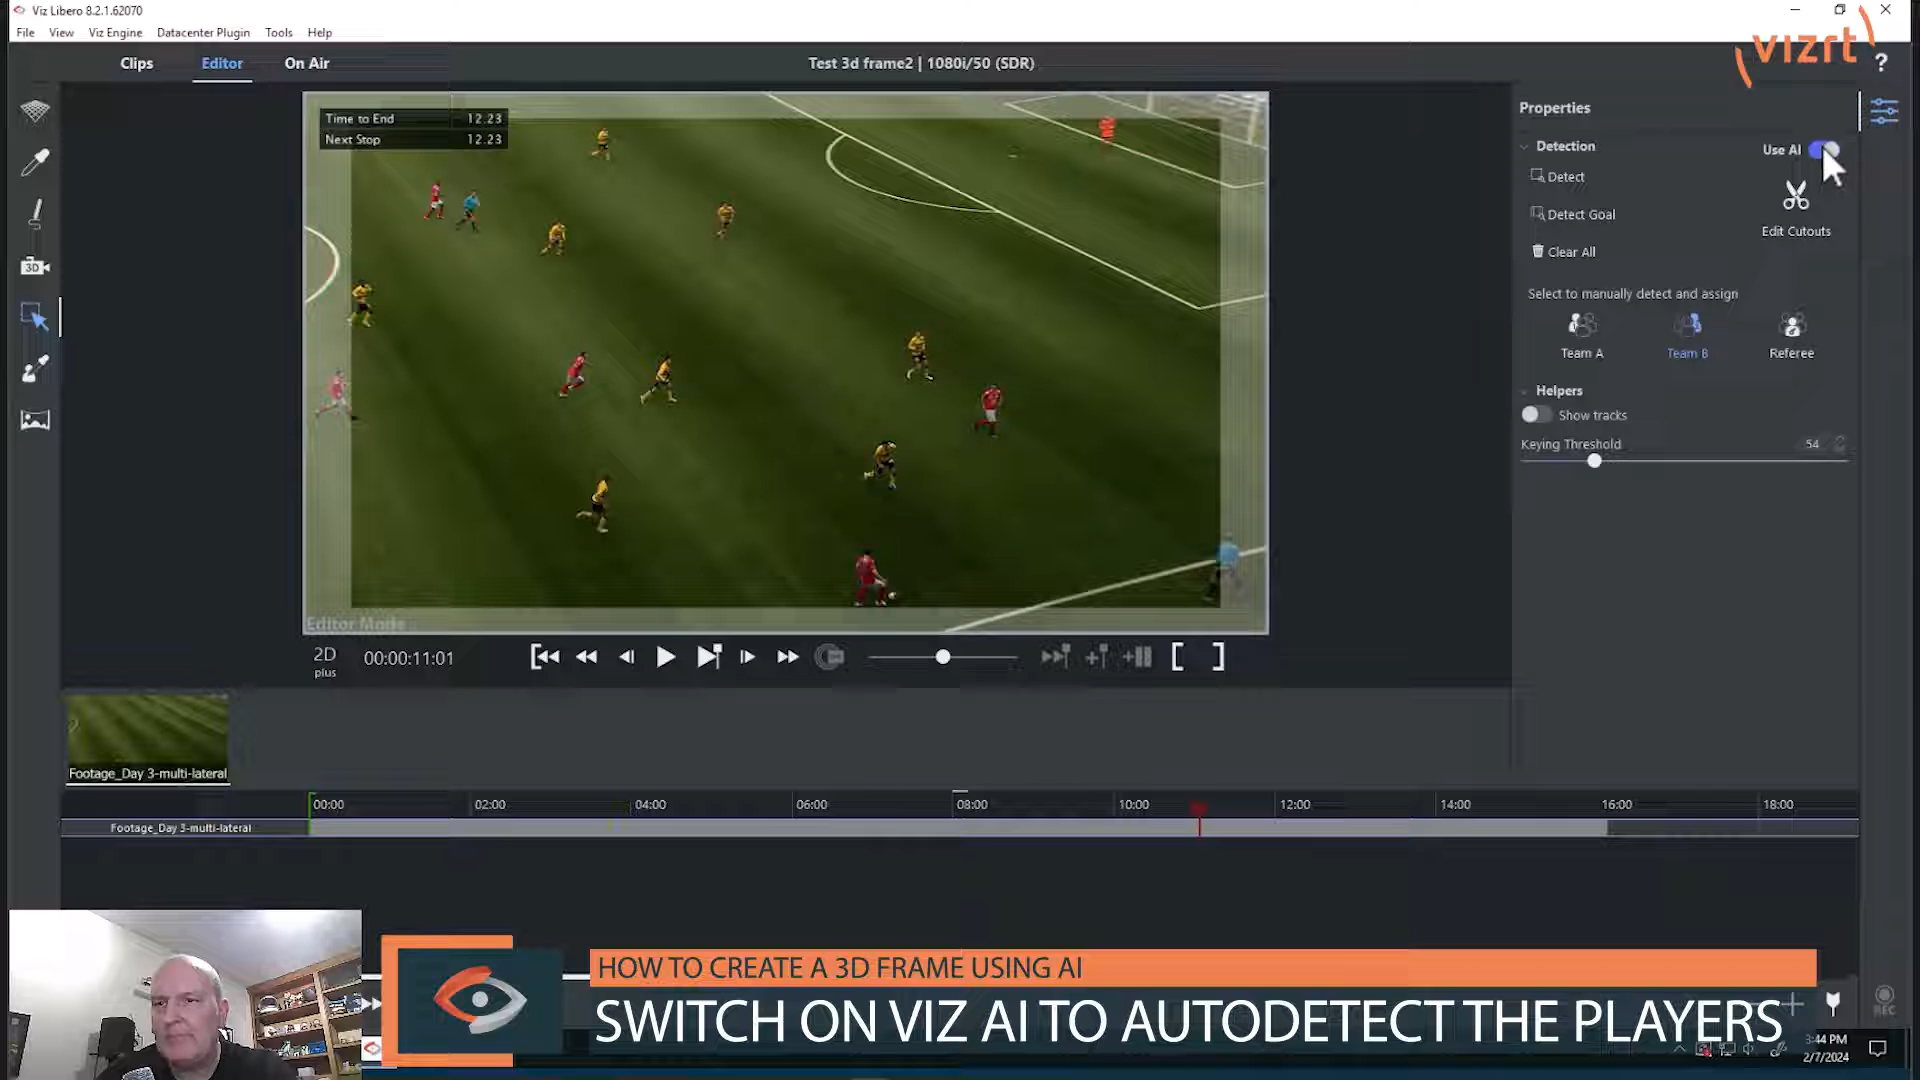 Viz Libero 8.2.1.62070
File View Viz Engine Datacenter Plugin Tools Help
vizrt
Clips Editor On Air
Test 3d frame2 | 1080i/50 (SDR)
?
Time to End 12.23
Next Stop 12.23
Editor Mode
Properties
Detection
Use AI
Detect
Detect Goal
Edit Cutouts
Clear All
Select to manually detect and assign
Team A Team B Referee
Helpers
Show tracks
Keying Threshold 54
3D
2D
plus
00:00:11:01
Footage_Day 3-multi-lateral
00:00 02:00 04:00 06:00 08:00 10:00 12:00 14:00 16:00 18:00
Footage_Day 3-multi-lateral
HOW TO CREATE A 3D FRAME USING AI
SWITCH ON VIZ AI TO AUTODETECT THE PLAYERS
REC
3:44 PM
2/7/2024